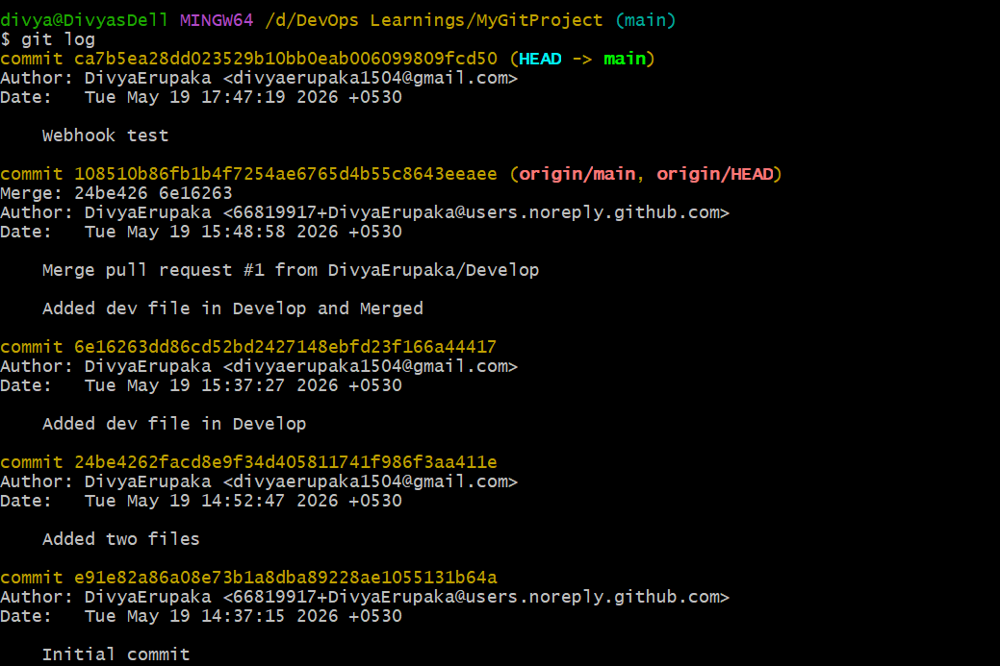 divya@DivyasDell MINGW64 /d/DevOps Learnings/MyGitProject (main)
$ git log
commit ca7b5ea28dd023529b10bb0eab006099809fcd50 (HEAD -> main)
Author: DivyaErupaka <divyaerupaka1504@gmail.com>
Date:   Tue May 19 17:47:19 2026 +0530
    Webhook test
commit 108510b86fb1b4f7254ae6765d4b55c8643eeaee (origin/main, origin/HEAD)
Merge: 24be426 6e16263
Author: DivyaErupaka <66819917+DivyaErupaka@users.noreply.github.com>
Date:   Tue May 19 15:48:58 2026 +0530
    Merge pull request #1 from DivyaErupaka/Develop
    Added dev file in Develop and Merged
commit 6e16263dd86cd52bd2427148ebfd23f166a44417
Author: DivyaErupaka <divyaerupaka1504@gmail.com>
Date:   Tue May 19 15:37:27 2026 +0530
    Added dev file in Develop
commit 24be4262facd8e9f34d405811741f986f3aa411e
Author: DivyaErupaka <divyaerupaka1504@gmail.com>
Date:   Tue May 19 14:52:47 2026 +0530
    Added two files
commit e91e82a86a08e73b1a8dba89228ae1055131b64a
Author: DivyaErupaka <66819917+DivyaErupaka@users.noreply.github.com>
Date:   Tue May 19 14:37:15 2026 +0530
    Initial commit